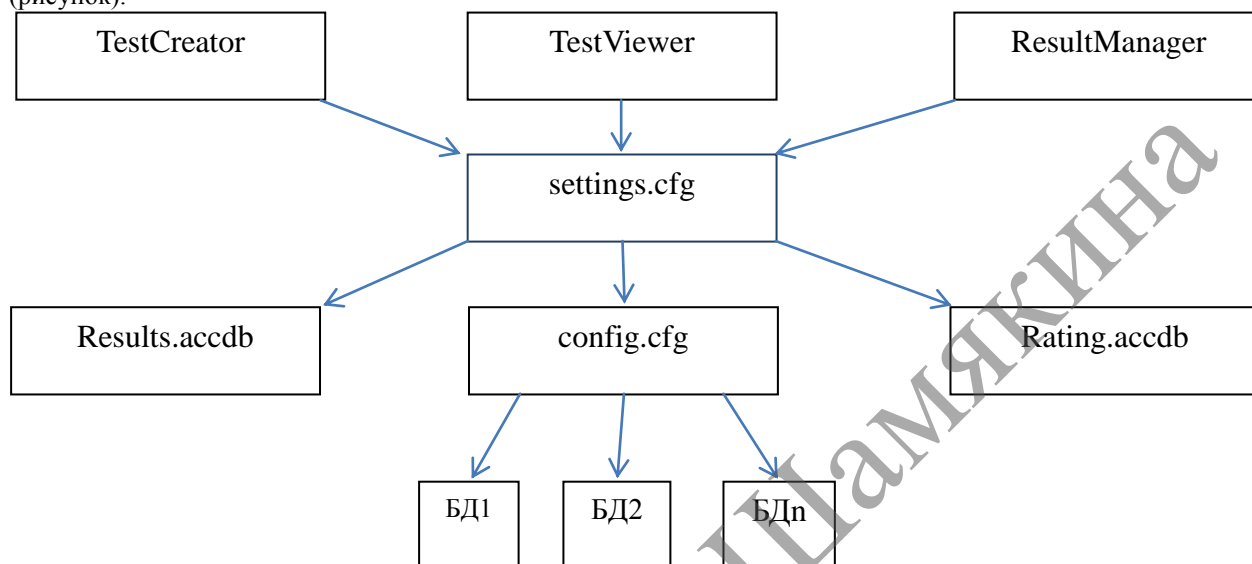 (рисунок).
TestCreator
TestViewer
ResultManager
settings.cfg
Results.accdb
config.cfg
Rating.accdb
БД1
БД2
БДn
Шамякина